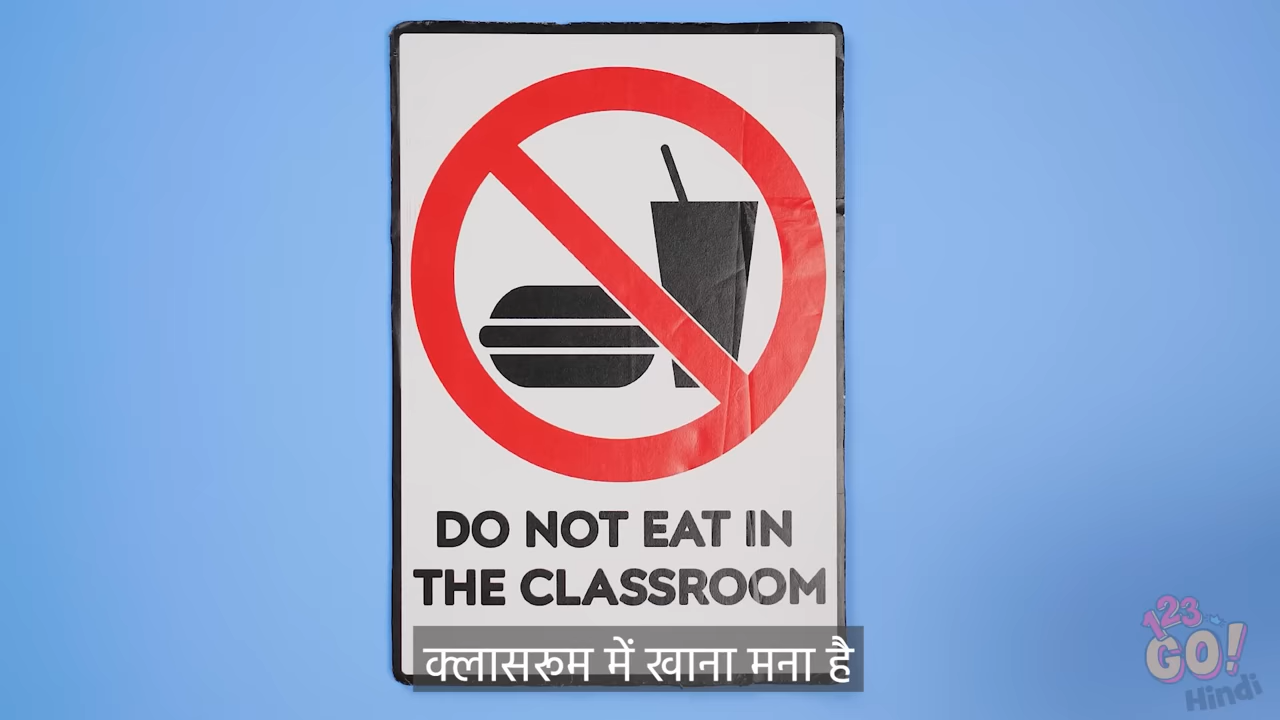 DO NOT EAT IN
THE CLASSROOM
क्लासरूम में खाना मना है
123
GO!
Hindi